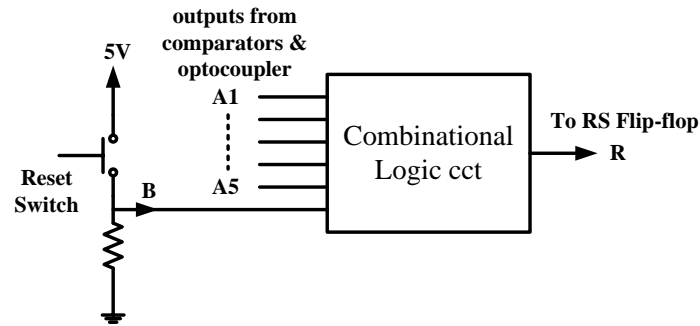 outputs from
comparators &
optocoupler
5V
A1
A5
B
Reset
Switch
Combinational
Logic cct
To RS Flip-flop
R